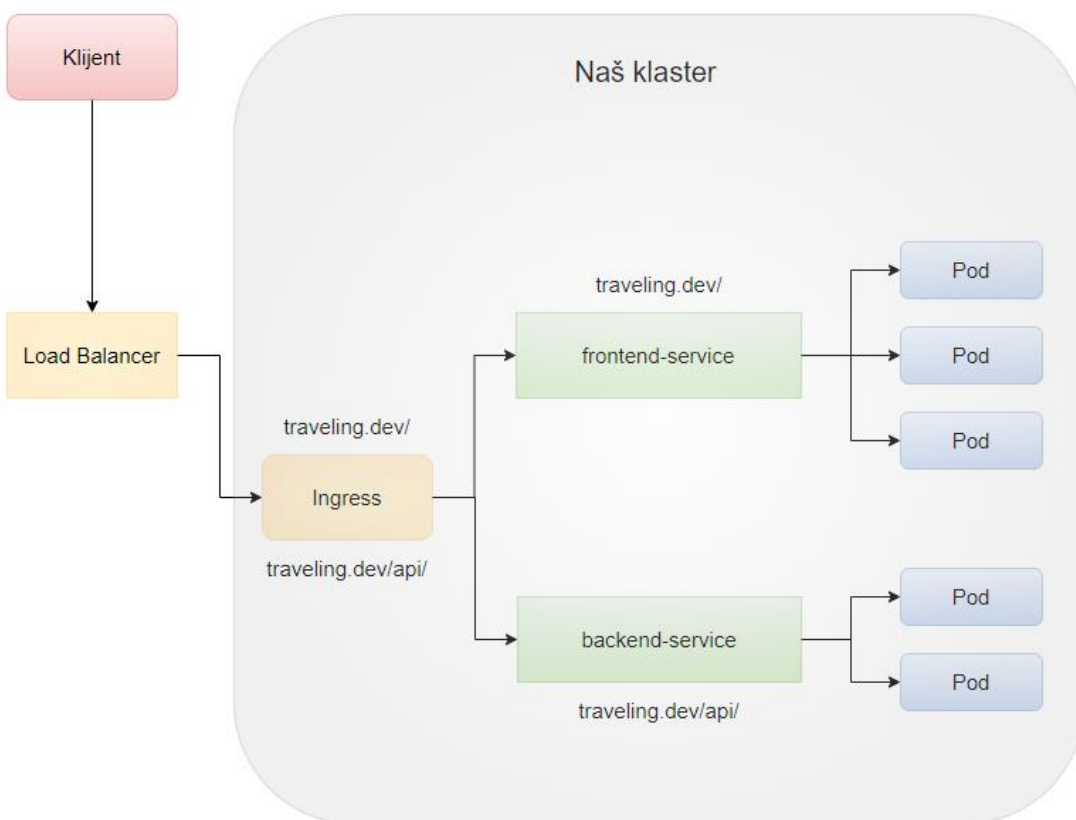 Klijent
Naš klaster
Load Balancer
traveling.dev/
Ingress
traveling.dev/api/
traveling.dev/
frontend-service
Pod
Pod
Pod
backend-service
traveling.dev/api/
Pod
Pod